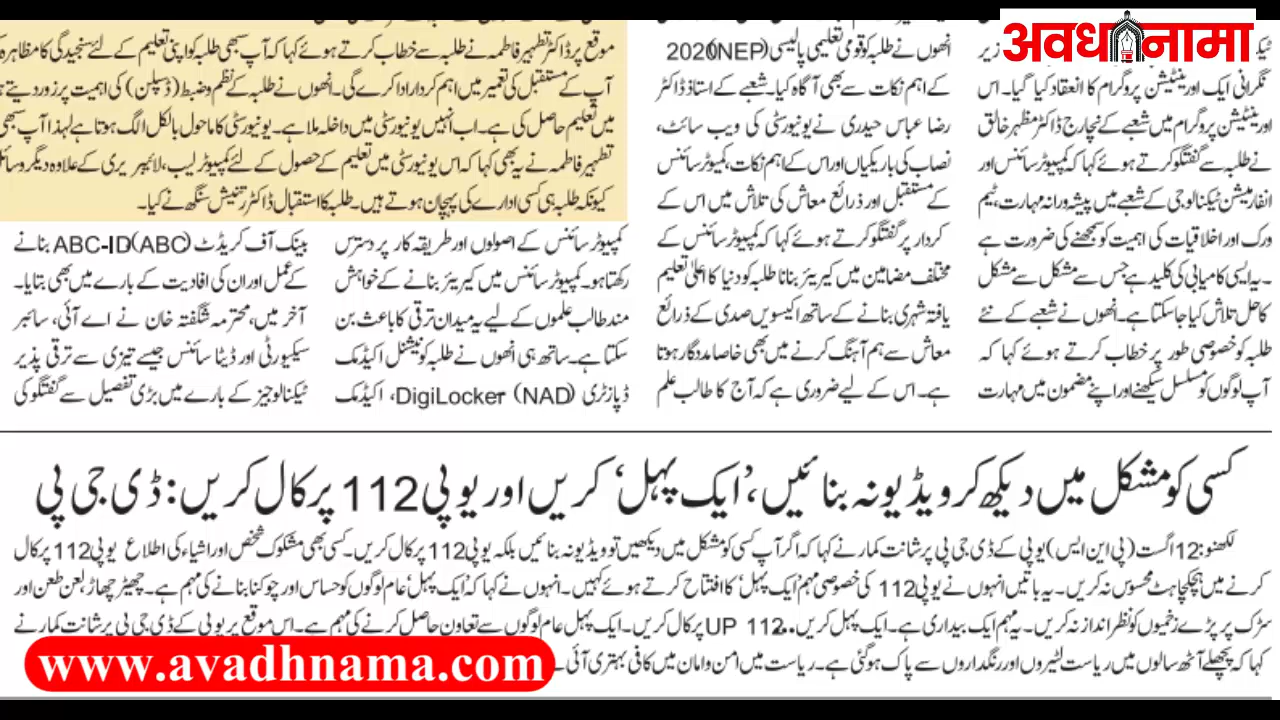 अवधनामा
موقع پر ڈاکٹر تطہیر فاطمہ نے طلبہ سے خطاب کرتے ہوئے کہا کہ آپ سبھی طلبہ کو اپنی تعلیم کے لئے سنجیدگی کا مظاہرہ
آپ کے مستقبل کی تعمیر میں اہم کردار ادا کرے گی۔ انھوں نے طلبہ کے نظم و ضبط (ڈسپلن) کی اہمیت پر زور دیتے
میں تعلیم حاصل کی ہے۔ اب انہیں یونیورسٹی میں داخلہ ملا ہے۔ یونیورسٹی کا ماحول بالکل الگ ہوتا ہے لہذا آپ سبھی
تطہیر فاطمہ نے یہ بھی کہا کہ اس یونیورسٹی میں تعلیم کے حصول کے لئے کمپیوٹر لیب، لائبریری کے علاوہ دیگر وسائل
کیونکہ طلبہ ہی کسی ادارے کی پہچان ہوتے ہیں۔ طلبہ کا استقبال ڈاکٹر رتنیش سنگھ نے کیا۔
زیر
نگرانی ایک اورینٹیشن پروگرام کا انعقاد کیا گیا۔ اس
اورینٹیشن پروگرام میں شعبے کے نچارج ڈاکٹر مظہر خالق
نے طلبہ سے گفتگو کرتے ہوئے کہا کہ کمپیوٹر سائنس اور
انفارمیشن ٹیکنالوجی کے شعبے میں پیشہ ورانہ مہارت، ٹیم
ورک اور اخلاقیات کی اہمیت کو سمجھنے کی ضرورت ہے
۔ یہ ایسی کامیابی کی کلید ہے جس سے مشکل سے مشکل
کا حل تلاش کیا جا سکتا ہے۔ انھوں نے شعبے کے نئے
طلبہ کو خصوصی طور پر خطاب کرتے ہوئے کہا کہ
آپ لوگوں کو مسلسل سیکھنے اور اپنے مضمون میں مہارت
انھوں نے طلبہ کو قومی تعلیمی پالیسی (NEP) 2020
کے اہم نکات سے بھی آگاہ کیا۔ شعبے کے استاذ ڈاکٹر
رضا عباس حیدری نے یونیورسٹی کی ویب سائٹ،
نصاب کی باریکیاں اور اس کے اہم نکات، کمپیوٹر سائنس
کے مستقبل اور ذرائع معاش کی تلاش میں اس کے
کردار پر گفتگو کرتے ہوئے کہا کہ کمپیوٹر سائنس کے
مختلف مضامین میں کیریئر بنانا طلبہ کو دنیا کا اعلیٰ تعلیم
یافتہ شہری بنانے کے ساتھ اکیسویں صدی کے ذرائع
معاش سے ہم آہنگ کرنے میں بھی خاصا مددگار ہوتا
ہے۔ اس کے لیے ضروری ہے کہ آج کا طالب علم
کمپیوٹر سائنس کے اصولوں اور طریقہ کار پر دسترس
رکھتا ہو۔ کمپیوٹر سائنس میں کیریئر بنانے کے خواہش
مند طالب علموں کے لیے یہ میدان ترقی کا باعث بن
سکتا ہے۔ ساتھ ہی انھوں نے طلبہ کو نیشنل اکیڈمک
ڈپازٹری (NAD) DigiLocker، اکیڈمک
بینک آف کریڈٹ (ABC) ABC-ID بنانے
کے عمل اور ان کی افادیت کے بارے میں بھی بتایا۔
آخر میں، محترمہ شگفتہ خان نے اے آئی، سائبر
سیکیورٹی اور ڈیٹا سائنس جیسے تیزی سے ترقی پذیر
ٹیکنالوجیز کے بارے میں بڑی تفصیل سے گفتگو کی
کسی کو مشکل میں دیکھ کر ویڈیو نہ بنائیں، 'ایک پہل' کریں اور یوپی 112 پر کال کریں: ڈی جی پی
لکھنو: 12 اگست (پی این ایس) یوپی کے ڈی جی پی پرشانت کمار نے کہا کہ اگر آپ کسی کو مشکل میں دیکھیں تو ویڈیو نہ بنائیں بلکہ یوپی 112 پر کال کریں۔ کسی بھی مشکوک شخص اور اشیاء کی اطلاع یوپی 112 پر کال
کرنے میں ہچکچاہٹ محسوس نہ کریں۔ یہ باتیں انہوں نے یوپی 112 کی خصوصی مہم 'ایک پہل' کا افتتاح کرتے ہوئے کہیں۔ انہوں نے کہا کہ 'ایک پہل' عام لوگوں کو حساس اور چوکنا بنانے کی مہم ہے۔ چھیڑ چھاڑ، لعن طعن اور
سڑک پر پڑے زخمیوں کو نظر انداز نہ کریں۔ یہ مہم ایک بیداری ہے۔ ایک پہل کریں.. UP 112 پر کال کریں۔ ایک پہل عام لوگوں سے تعاون حاصل کرنے کی مہم ہے۔ اس موقع پر یوپی کے ڈی جی پی پرشانت کمار نے
کہا کہ پچھلے آٹھ سالوں میں ریاست لٹیروں اور رنگداروں سے پاک ہو گئی ہے۔ ریاست میں امن و امان میں کافی بہتری آئی
www.avadhnama.com